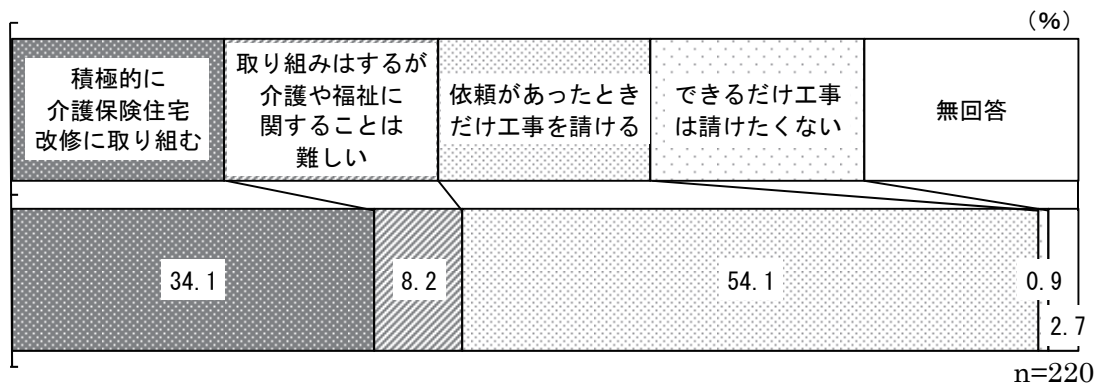 （%）
積極的に
介護保険住宅
改修に取り組む
取り組みはするが
介護や福祉に
関することは
難しい
依頼があったとき
だけ工事を請ける
できるだけ工事
は請けたくない
無回答
34.1
8.2
54.1
0.9
2.7
n=220